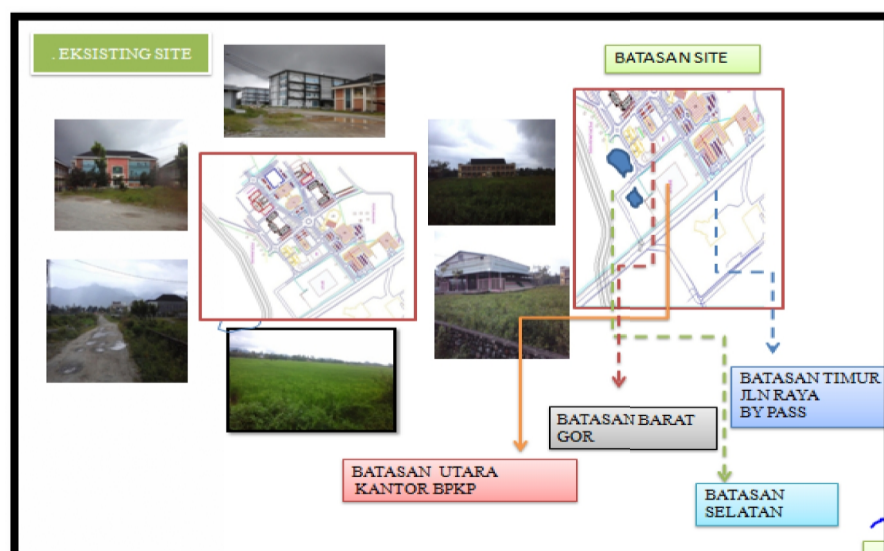 . EKSISTING SITE
BATASAN SITE
BATASAN TIMUR
JLN RAYA
BY PASS
BATASAN BARAT
GOR
BATASAN UTARA
KANTOR BPKP
BATASAN
SELATAN